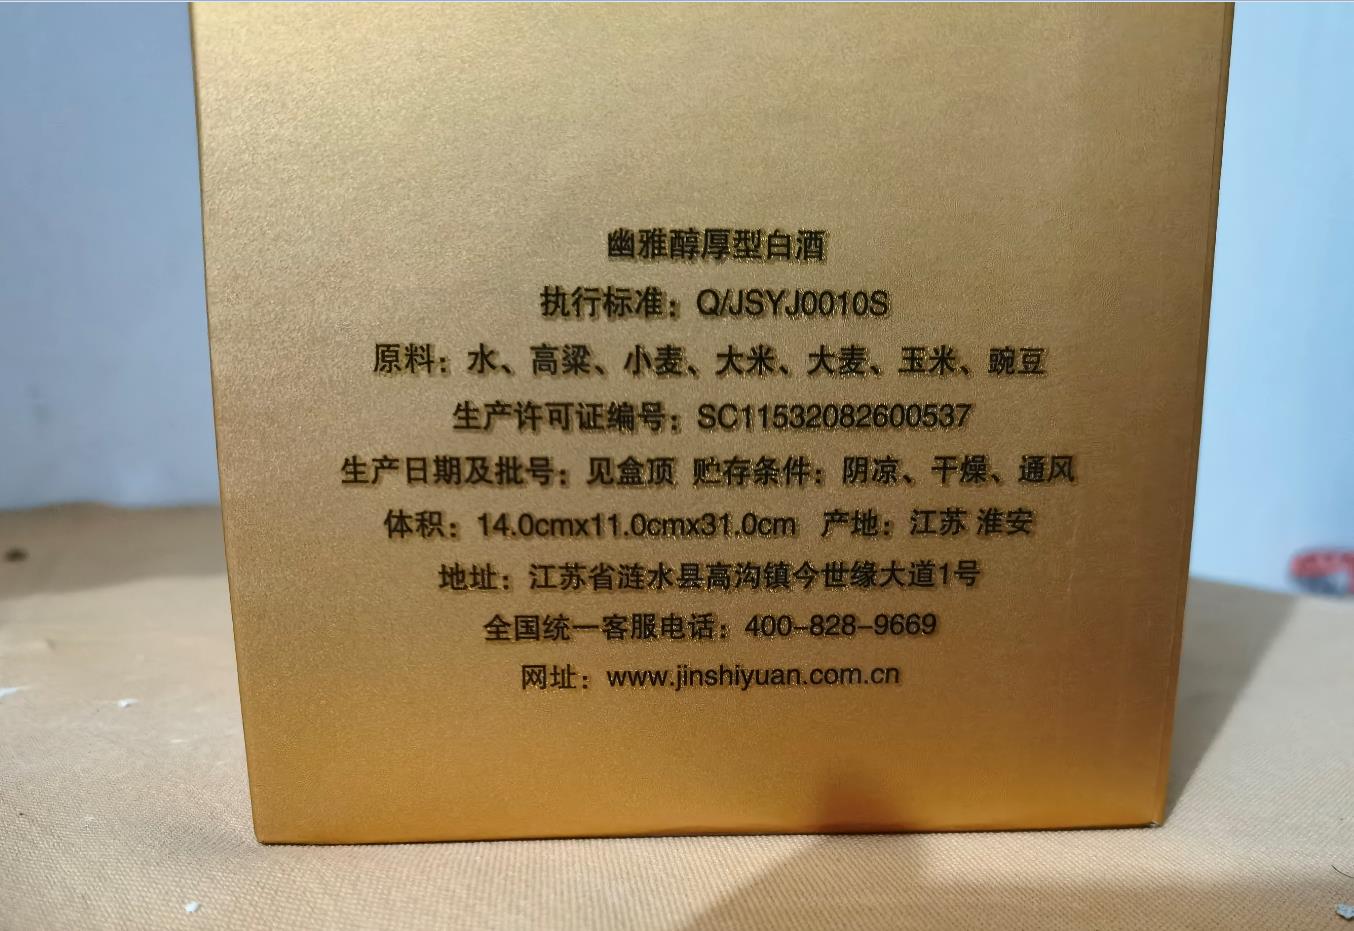 幽雅醇厚型白酒
执行标准：Q/JSYJ0010S
原料：水、高粱、小麦、大米、大麦、玉米、豌豆
生产许可证编号：SC11532082600537
生产日期及批号：见盒顶 贮存条件：阴凉、干燥、通风
体积：14.0cmx11.0cmx31.0cm 产地：江苏 淮安
地址：江苏省涟水县高沟镇今世缘大道1号
全国统一客服电话：400-828-9669
网址：www.jinshiyuan.com.cn